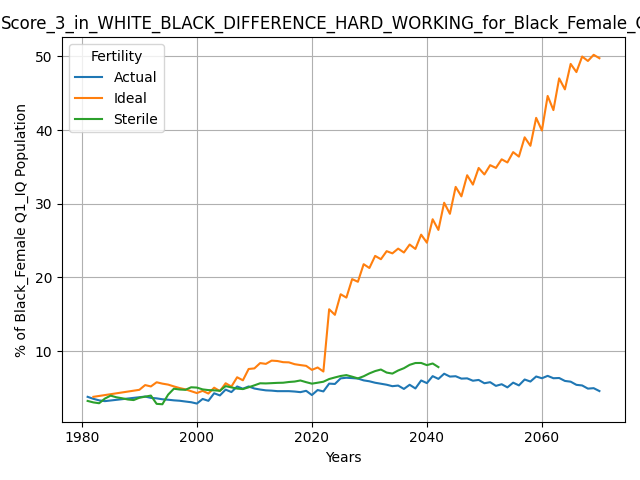 Score_3_in_WHITE_BLACK_DIFFERENCE_HARD_WORKING_for_Black_Female_
% of Black_Female Q1_IQ Population
50
40
30
20
10
Fertility
Actual
Ideal
Sterile
1980
2000
2020
2040
2060
Years